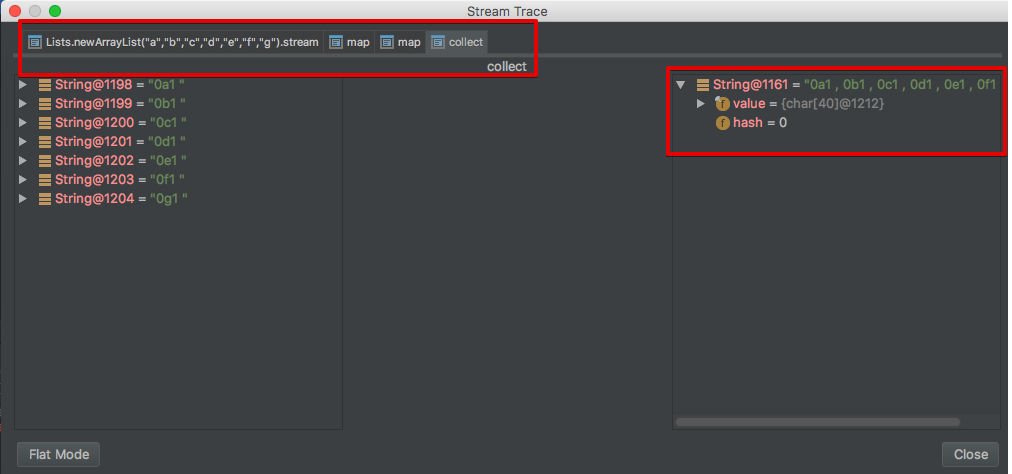 Stream Trace
Lists.newArrayList("a","b","c","d","e","f","g").stream map map collect
collect
String@1198 = "0a1 "
String@1199 = "0b1 "
String@1200 = "0c1 "
String@1201 = "0d1 "
String@1202 = "0e1 "
String@1203 = "0f1 "
String@1204 = "0g1 "
String@1161 = "0a1 , 0b1 , 0c1 , 0d1 , 0e1 , 0f1
f value = {char[40]@1212}
f hash = 0
Flat Mode
Close